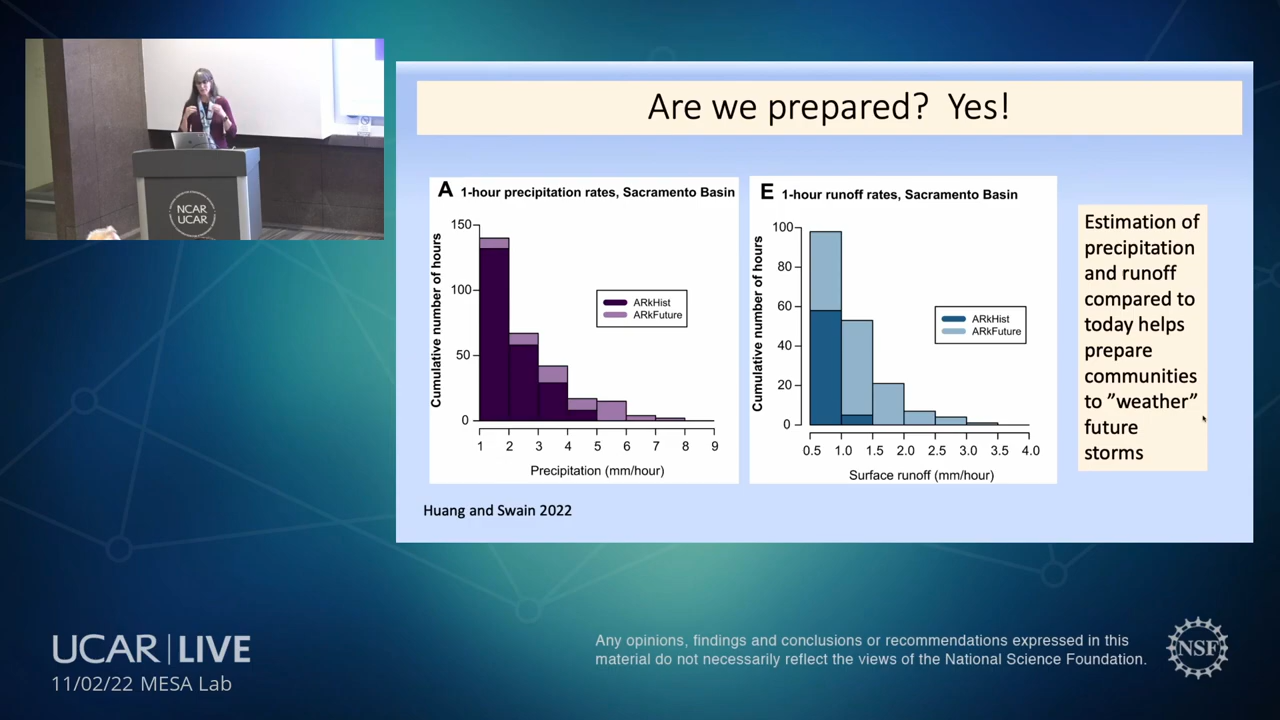 Are we prepared? Yes!
A 1-hour precipitation rates, Sacramento Basin
Cumulative number of hours
150
100
50
0
ARkHist
ARkFuture
1 2 3 4 5 6 7 8 9
Precipitation (mm/hour)
E 1-hour runoff rates, Sacramento Basin
Cumulative number of hours
100
80
60
40
20
0
ARkHist
ARkFuture
0.5 1.0 1.5 2.0 2.5 3.0 3.5 4.0
Surface runoff (mm/hour)
Estimation of
precipitation
and runoff
compared to
today helps
prepare
communities
to ”weather”
future
storms
Huang and Swain 2022
NCAR
UCAR
UCAR | LIVE
11/02/22 MESA Lab
Any opinions, findings and conclusions or recommendations expressed in this
material do not necessarily reflect the views of the National Science Foundation.
NSF